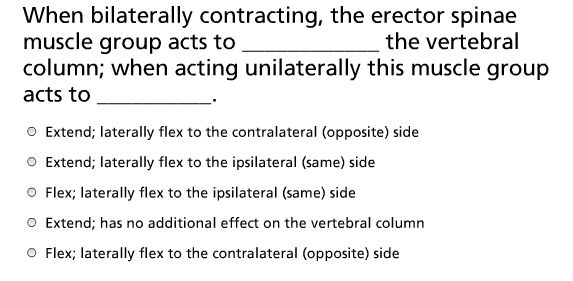 When bilaterally contracting, the erector spinae
muscle group acts to ____________ the vertebral
column; when acting unilaterally this muscle group
acts to __________.
Extend; laterally flex to the contralateral (opposite) side
Extend; laterally flex to the ipsilateral (same) side
Flex; laterally flex to the ipsilateral (same) side
Extend; has no additional effect on the vertebral column
Flex; laterally flex to the contralateral (opposite) side